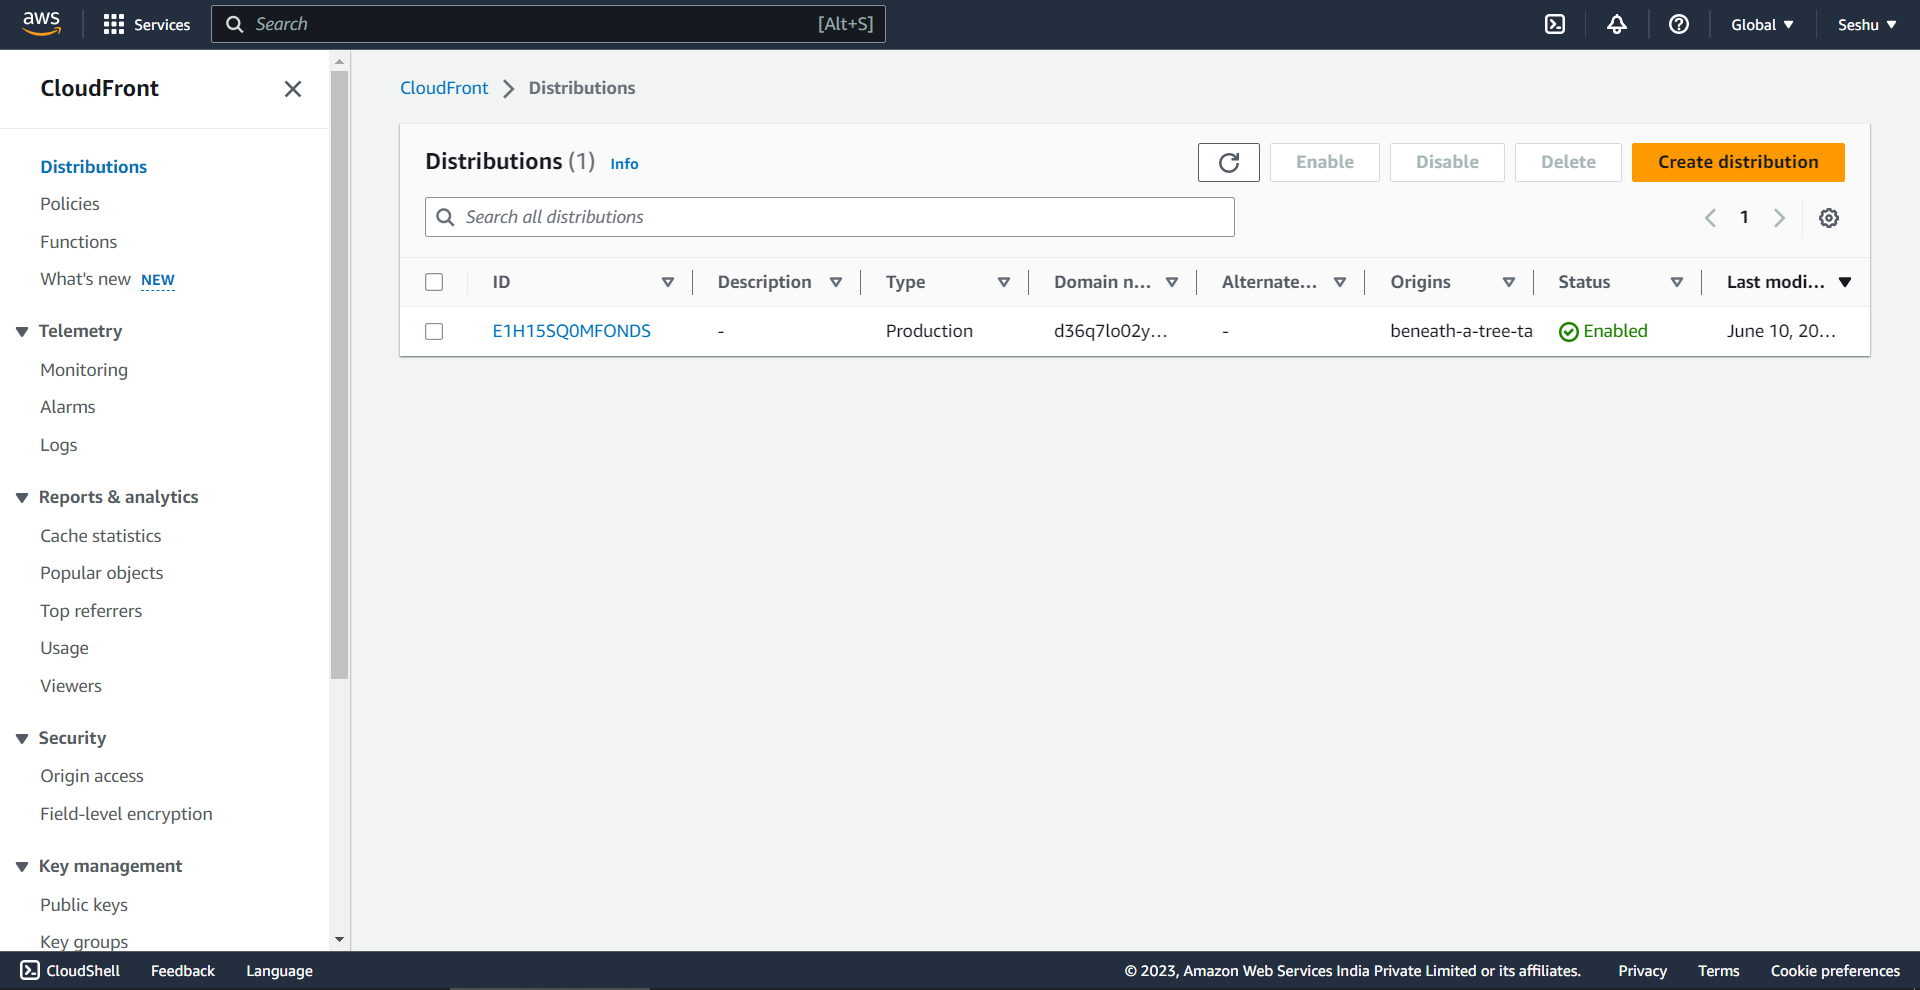 aws Services Search [Alt+S] Global Seshu
CloudFront
Distributions
Policies
Functions
What's new NEW
Telemetry
Monitoring
Alarms
Logs
Reports & analytics
Cache statistics
Popular objects
Top referrers
Usage
Viewers
Security
Origin access
Field-level encryption
Key management
Public keys
Key groups
CloudFront Distributions
Distributions (1) Info Enable Disable Delete Create distribution
Search all distributions 1
ID Description Type Domain n... Alternate... Origins Status Last modi...
E1H15SQ0MFONDS - Production d36q7lo02y... - beneath-a-tree-ta Enabled June 10, 20...
CloudShell Feedback Language © 2023, Amazon Web Services India Private Limited or its affiliates. Privacy Terms Cookie preferences